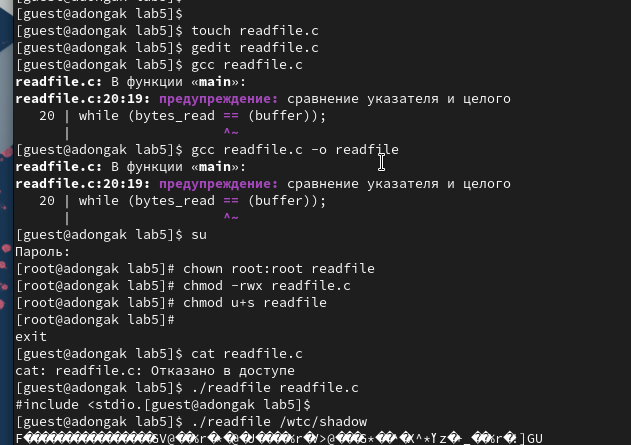 [guest@adongak lab5]$
[guest@adongak lab5]$ touch readfile.c
[guest@adongak lab5]$ gedit readfile.c
[guest@adongak lab5]$ gcc readfile.c
readfile.c: В функции «main»:
readfile.c:20:19: предупреждение: сравнение указателя и целого
20 | while (bytes_read == (buffer));
| ^~
[guest@adongak lab5]$ gcc readfile.c -o readfile
readfile.c: В функции «main»:
readfile.c:20:19: предупреждение: сравнение указателя и целого
20 | while (bytes_read == (buffer));
| ^~
[guest@adongak lab5]$ su
Пароль:
[root@adongak lab5]# chown root:root readfile
[root@adongak lab5]# chmod -rwx readfile.c
[root@adongak lab5]# chmod u+s readfile
[root@adongak lab5]#
exit
[guest@adongak lab5]$ cat readfile.c
cat: readfile.c: Отказано в доступе
[guest@adongak lab5]$ ./readfile readfile.c
#include <stdio.[guest@adongak lab5]$
[guest@adongak lab5]$ ./readfile /wtc/shadow